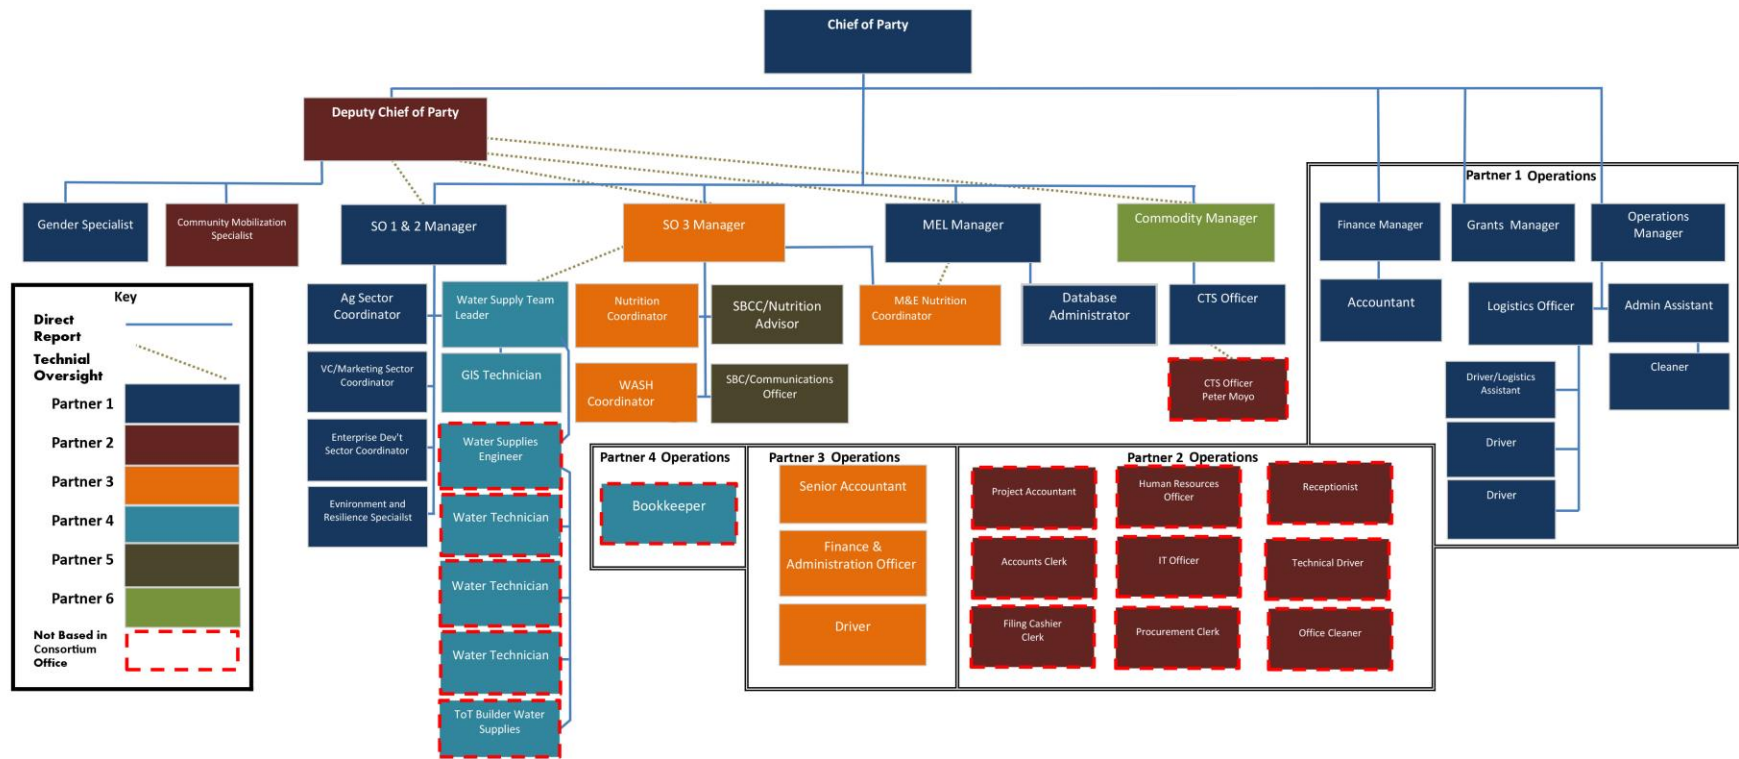 Chief of Party
Deputy Chief of Party
Partner 1 Operations
Gender Specialist
Community Mobilization
Specialist
SO 1 & 2 Manager
SO 3 Manager
MEL Manager
Commodity Manager
Finance Manager
Grants Manager
Operations
Manager
Ag Sector
Coordinator
Water Supply Team
Leader
Nutrition
Coordinator
SBCC/Nutrition
Advisor
M&E Nutrition
Coordinator
Database
Administrator
CTS Officer
Accountant
Logistics Officer
Admin Assistant
VC/Marketing Sector
Coordinator
GIS Technician
WASH
Coordinator
SBC/Communications
Officer
CTS Officer
Peter Moyo
Driver/Logistics
Assistant
Cleaner
Enterprise Dev't
Sector Coordinator
Water Supplies
Engineer
Driver
Evnironment and
Resilience Speciailst
Water Technician
Driver
Water Technician
Water Technician
ToT Builder Water
Supplies
Key
Direct
Report
Technial
Oversight
Partner 1
Partner 2
Partner 3
Partner 4
Partner 5
Partner 6
Not Based in
Consortium
Office
Partner 4 Operations
Bookkeeper
Partner 3 Operations
Senior Accountant
Finance &
Administration Officer
Driver
Partner 2 Operations
Project Accountant
Human Resources
Officer
Receptionist
Accounts Clerk
IT Officer
Technical Driver
Filing Cashier
Clerk
Procurement Clerk
Office Cleaner